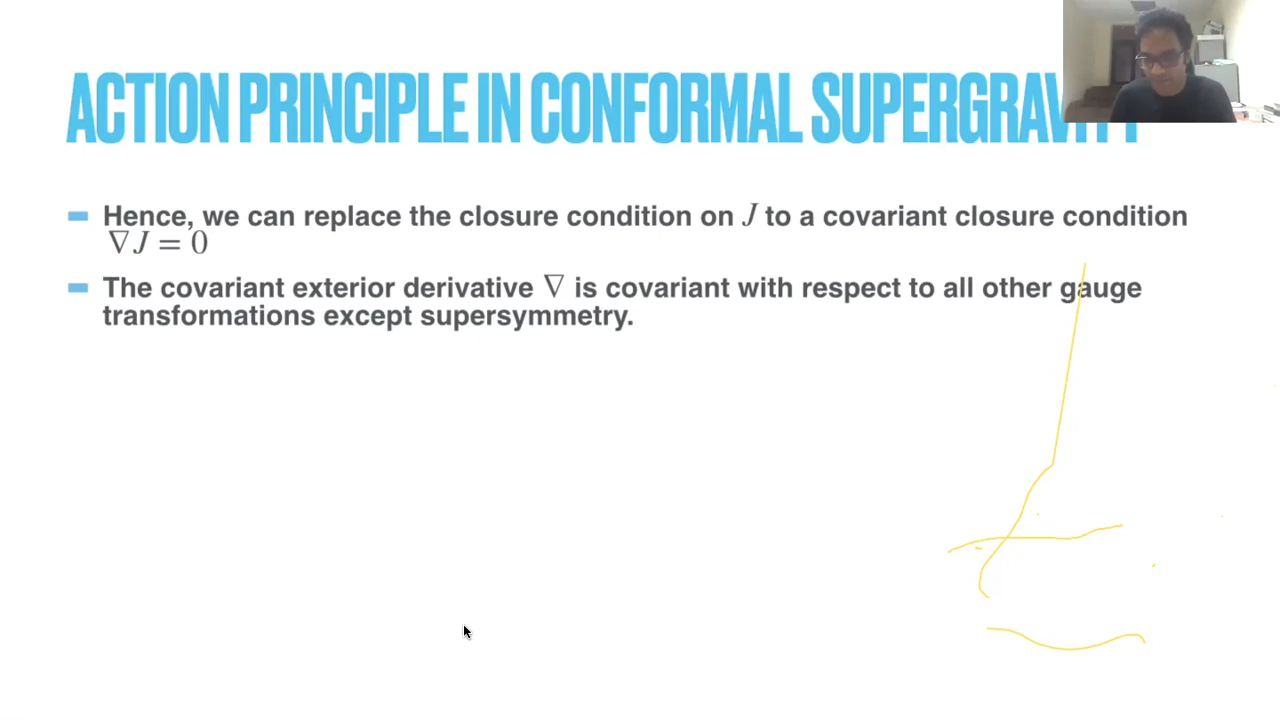 ACTION PRINCIPLE IN CONFORMAL SUPERGRAVITY
Hence, we can replace the closure condition on J to a covariant closure condition
∇J = 0
The covariant exterior derivative ∇ is covariant with respect to all other gauge
transformations except supersymmetry.